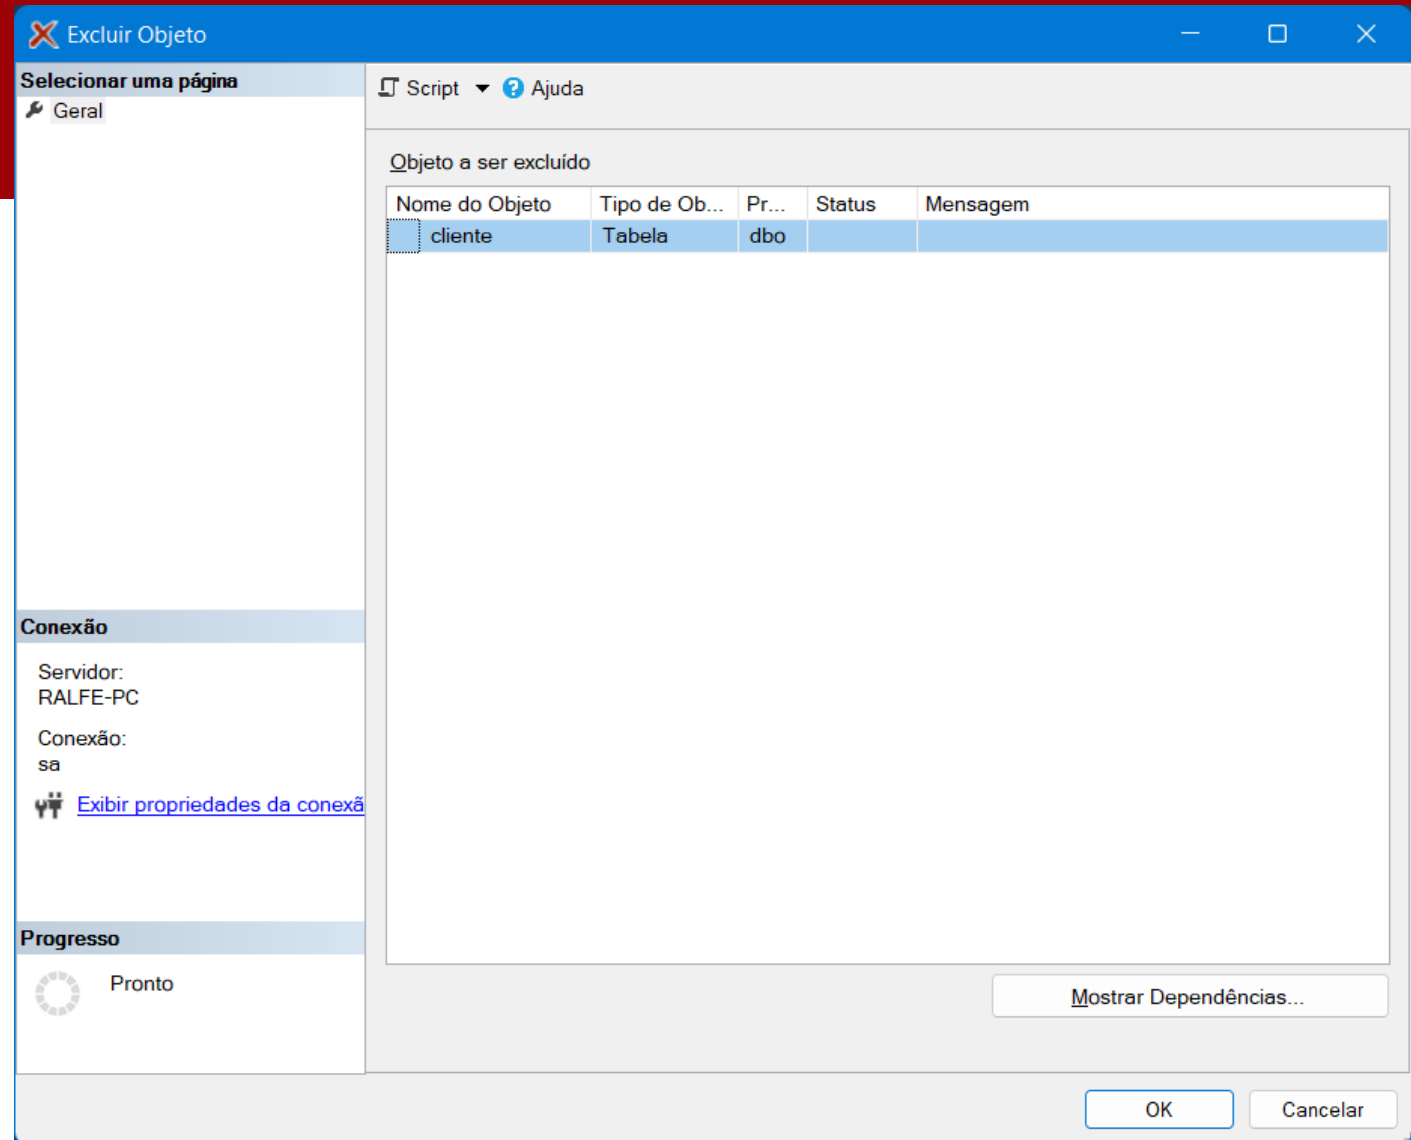 Excluir Objeto
Selecionar uma página
Geral
Script
Ajuda
Objeto a ser excluído
Nome do Objeto Tipo de Ob... Pr... Status Mensagem
cliente Tabela dbo
Conexão
Servidor:
RALFE-PC
Conexão:
sa
Exibir propriedades da conexã
Progresso
Pronto
Mostrar Dependências...
OK
Cancelar